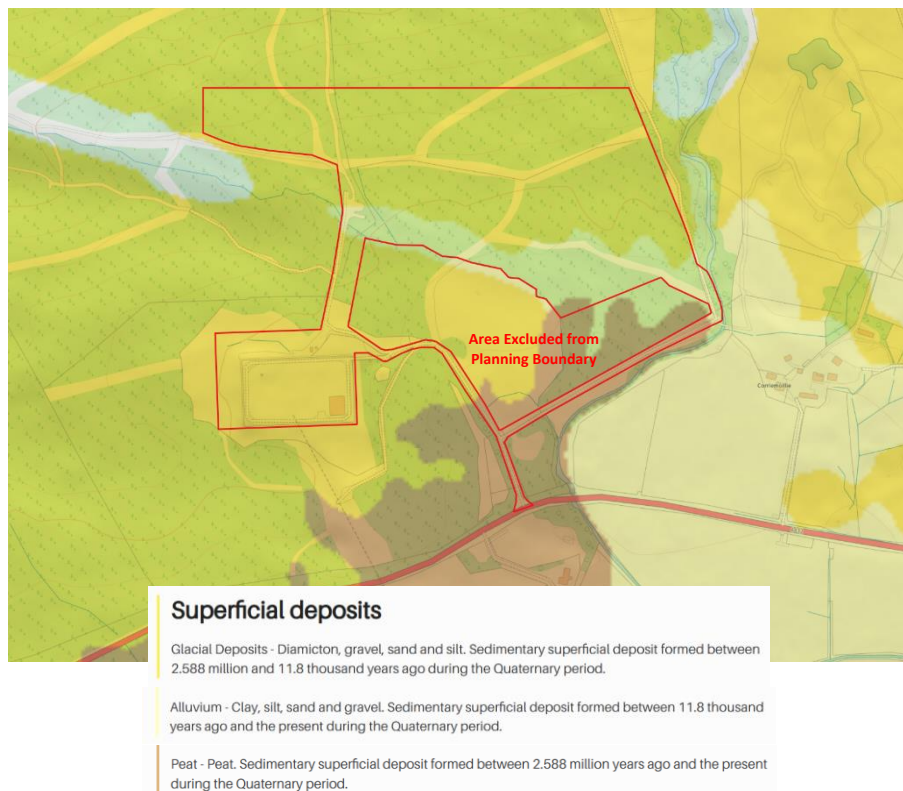 Area Excluded from
Planning Boundary
Superficial deposits
Glacial Deposits - Diamicton, gravel, sand and silt. Sedimentary superficial deposit formed between
2.588 million and 11.8 thousand years ago during the Quaternary period.
Alluvium - Clay, silt, sand and gravel. Sedimentary superficial deposit formed between 11.8 thousand
years ago and the present during the Quaternary period.
Peat - Peat. Sedimentary superficial deposit formed between 2.588 million years ago and the present
during the Quaternary period.